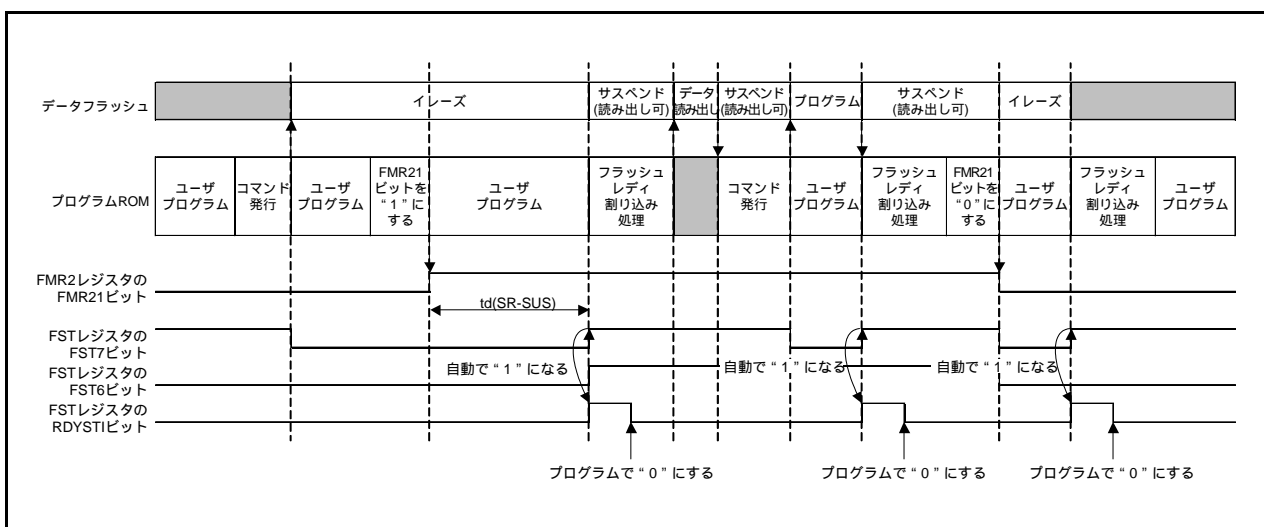 データフラッシュ
イレーズ
サスペンド
(読み出し可)
データ
読み出し
サスペンド
(読み出し可)
プログラム
サスペンド
(読み出し可)
イレーズ
プログラムROM
ユーザ
プログラム
コマンド
発行
ユーザ
プログラム
FMR21
ビットを
“1”に
する
ユーザ
プログラム
フラッシュ
レディ
割り込み
処理
コマンド
発行
ユーザ
プログラム
フラッシュ
レディ
割り込み
処理
FMR21
ビットを
“0”に
する
ユーザ
プログラム
フラッシュ
レディ
割り込み
処理
ユーザ
プログラム
FMR2レジスタの
FMR21ビット
td(SR-SUS)
FSTレジスタの
FST7ビット
自動で“1”になる
自動で“1”になる
自動で“1”になる
FSTレジスタの
FST6ビット
FSTレジスタの
RDYSTIビット
プログラムで“0”にする
プログラムで“0”にする
プログラムで“0”にする